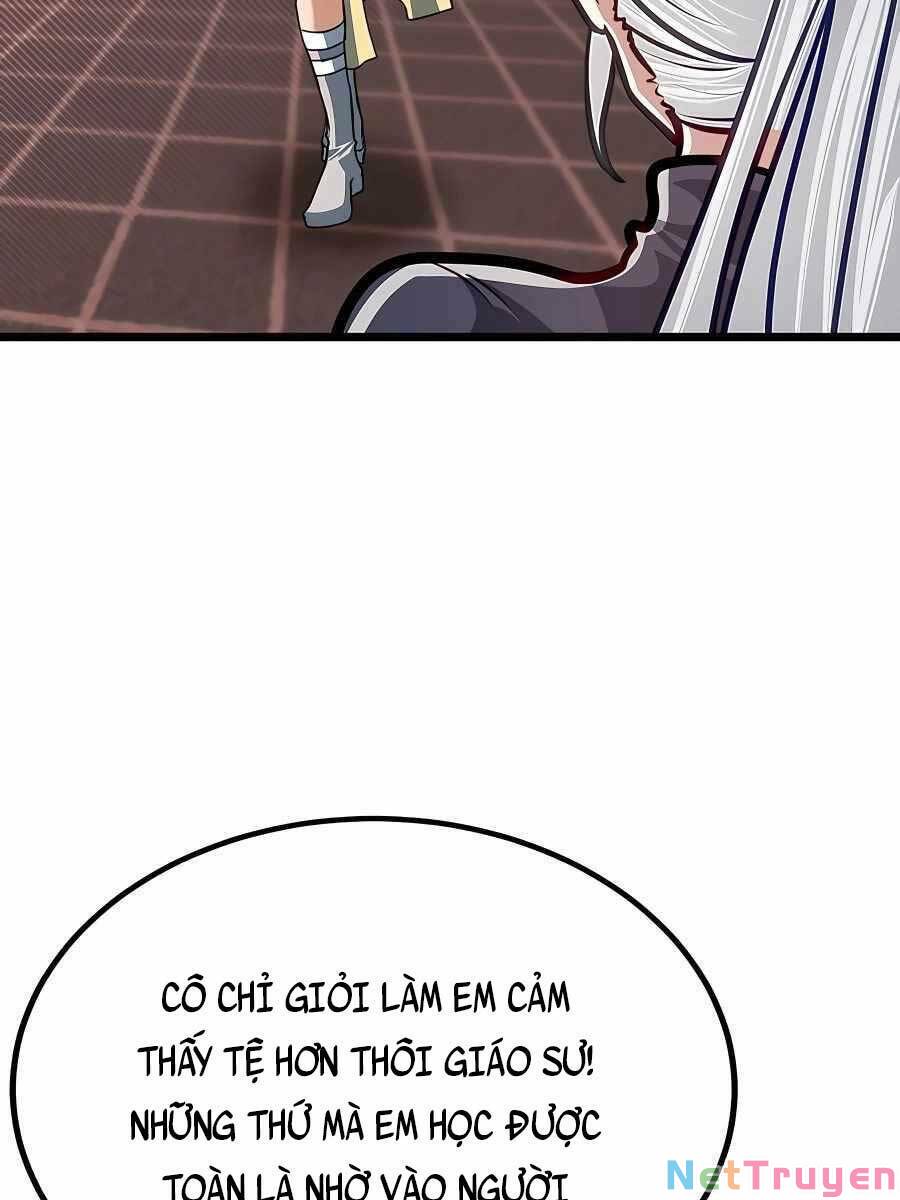 CÔ CHỈ GIỎI LÀM EM CẢM
THẤY TỆ HƠN THÔI GIÁO SƯ!
NHỮNG THỨ MÀ EM HỌC ĐƯỢC
TOÀN LÀ NHỜ VÀO NGƯỜI
NetTruyen